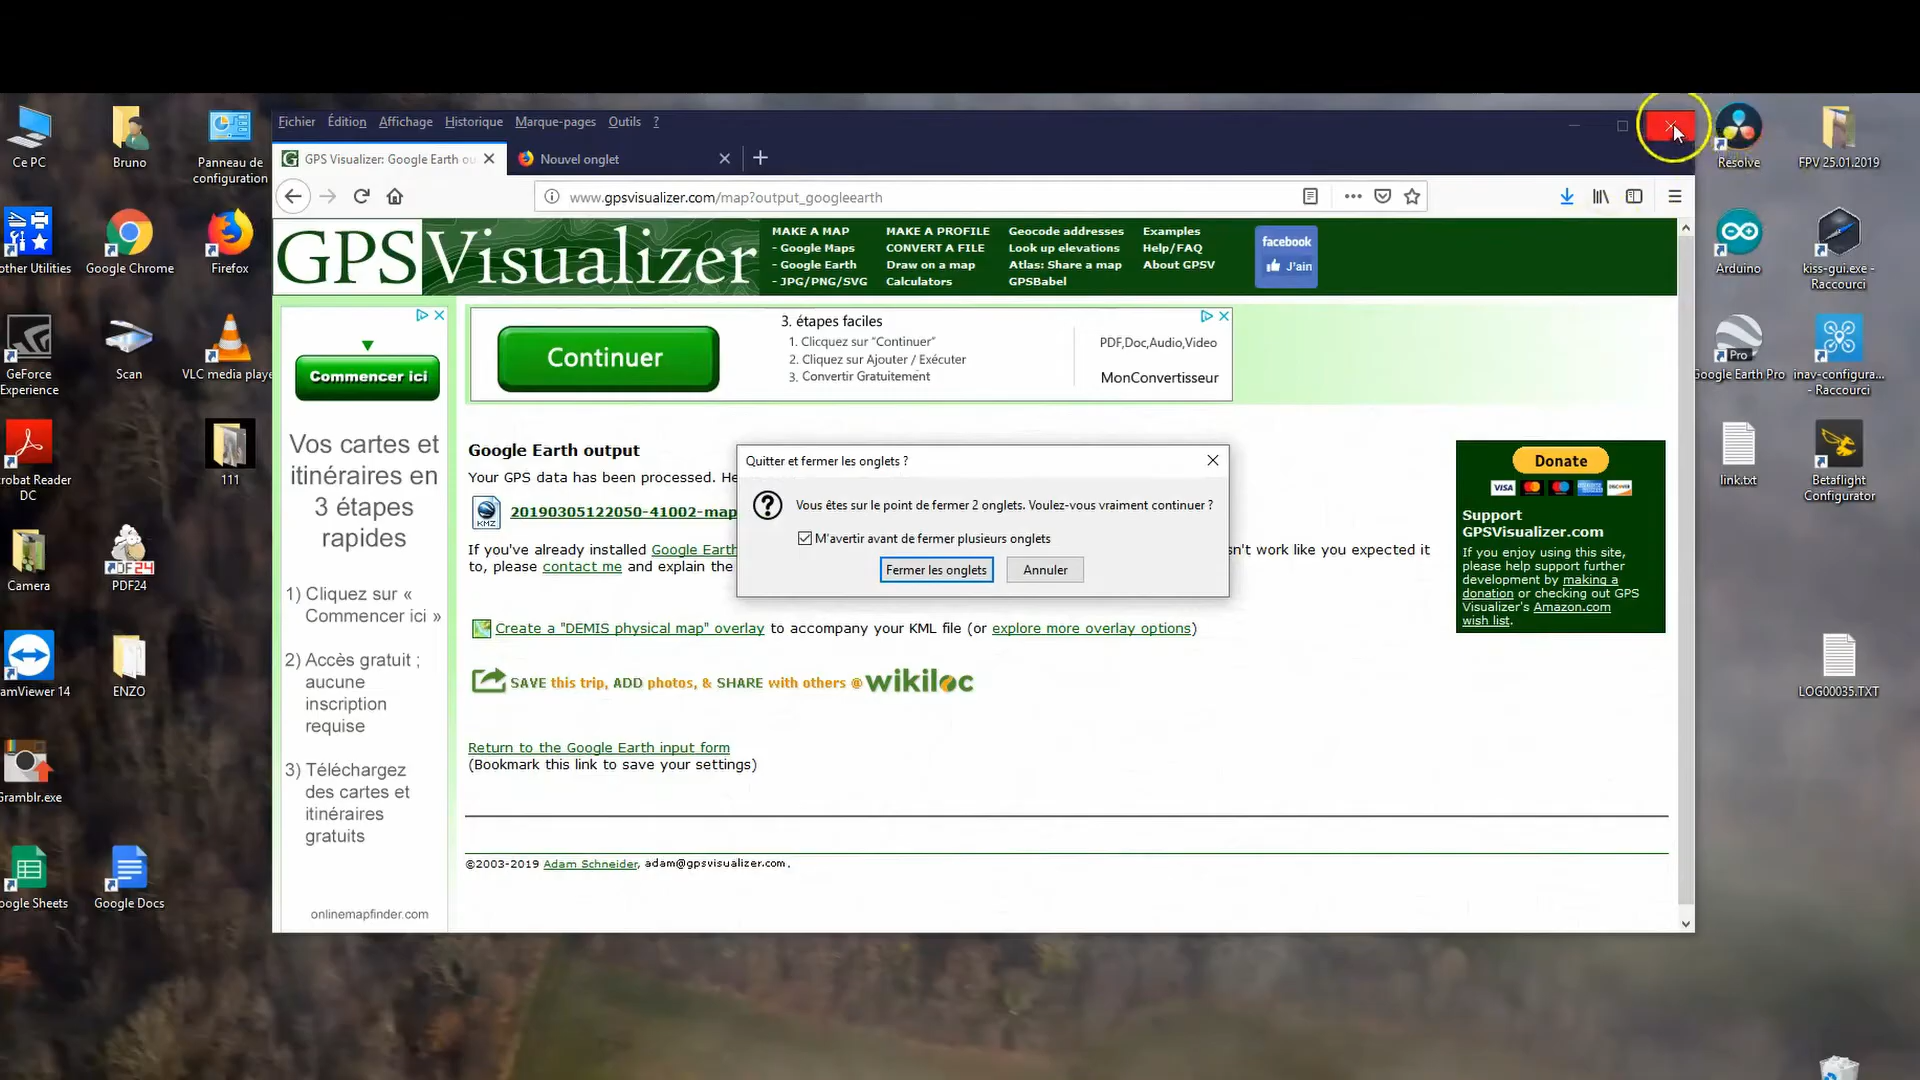 Fichier Édition Affichage Historique Marque-pages Outils ?
GPS Visualizer: Google Earth ou
Nouvel onglet
www.gpsvisualizer.com/map?output_googleearth
GPSVisualizer
MAKE A MAP
- Google Maps
- Google Earth
- JPG/PNG/SVG
MAKE A PROFILE
CONVERT A FILE
Draw on a map
Calculators
Geocode addresses
Look up elevations
Atlas: Share a map
GPSBabel
Examples
Help/FAQ
About GPSV
facebook
J'ain
Commencer ici
Vos cartes et
itinéraires en
3 étapes
rapides
1) Cliquez sur «
Commencer ici »
2) Accès gratuit ;
aucune
inscription
requise
3) Téléchargez
des cartes et
itinéraires
gratuits
onlinemapfinder.com
Continuer
3. étapes faciles
1. Clicquez sur "Continuer"
2. Cliquez sur Ajouter / Exécuter
3. Convertir Gratuitement
PDF,Doc,Audio,Video
MonConvertisseur
Google Earth output
Your GPS data has been processed. He
KMZ
20190305122050-41002-map
If you've already installed Google Earth
n't work like you expected it
to, please contact me and explain the
Quitter et fermer les onglets ?
Vous êtes sur le point de fermer 2 onglets. Voulez-vous vraiment continuer ?
M'avertir avant de fermer plusieurs onglets
Fermer les onglets
Annuler
Create a "DEMIS physical map" overlay to accompany your KML file (or explore more overlay options)
SAVE this trip, ADD photos, & SHARE with others @ wikiloc
Return to the Google Earth input form
(Bookmark this link to save your settings)
©2003-2019 Adam Schneider, adam@gpsvisualizer.com.
Donate
VISA
Support
GPSVisualizer.com
If you enjoy using this site,
please help support further
development by making a
donation or checking out GPS
Visualizer's Amazon.com
wish list.
Ce PC
Bruno
Panneau de
configuration
other Utilities
Google Chrome
Firefox
GeForce
Experience
Scan
VLC media playe
crobat Reader
DC
111
Camera
PDF24
PDF24
amViewer 14
ENZO
Gramblr.exe
oogle Sheets
Google Docs
Resolve
FPV 25.01.2019
Arduino
kiss-gui.exe -
Raccourci
Pro
Google Earth Pro
inav-configura...
- Raccourci
link.txt
Betaflight
Configurator
LOG00035.TXT